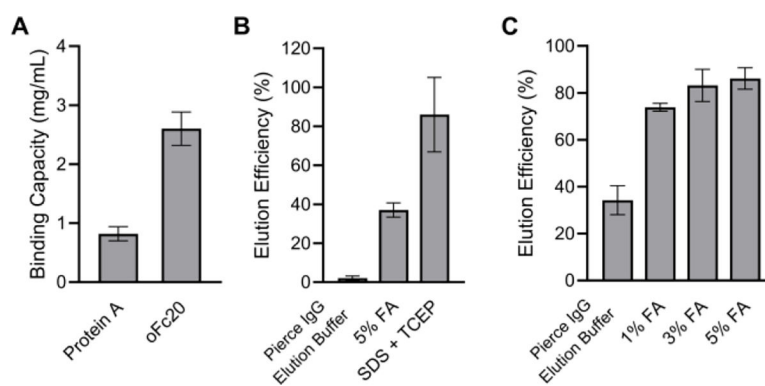 A
Binding Capacity (mg/mL)
4
3
2
1
0
Protein A
oFc20
B
Elution Efficiency (%)
120
100
80
60
40
20
0
Pierce IgG
Elution Buffer
5% FA
SDS + TCEP
C
Elution Efficiency (%)
100
80
60
40
20
0
Pierce IgG
Elution Buffer
1% FA
3% FA
5% FA